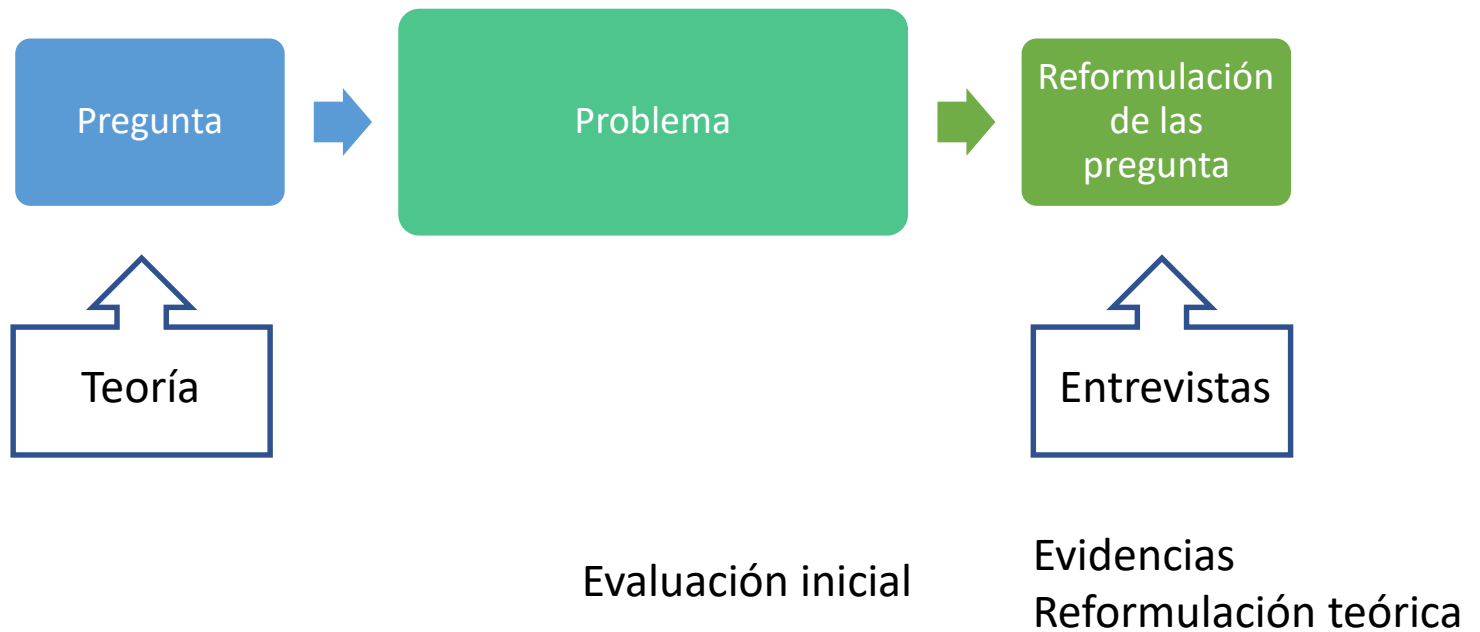 Pregunta
Problema
Reformulación
de las
pregunta
Teoría
Entrevistas
Evaluación inicial
Evidencias
Reformulación teórica